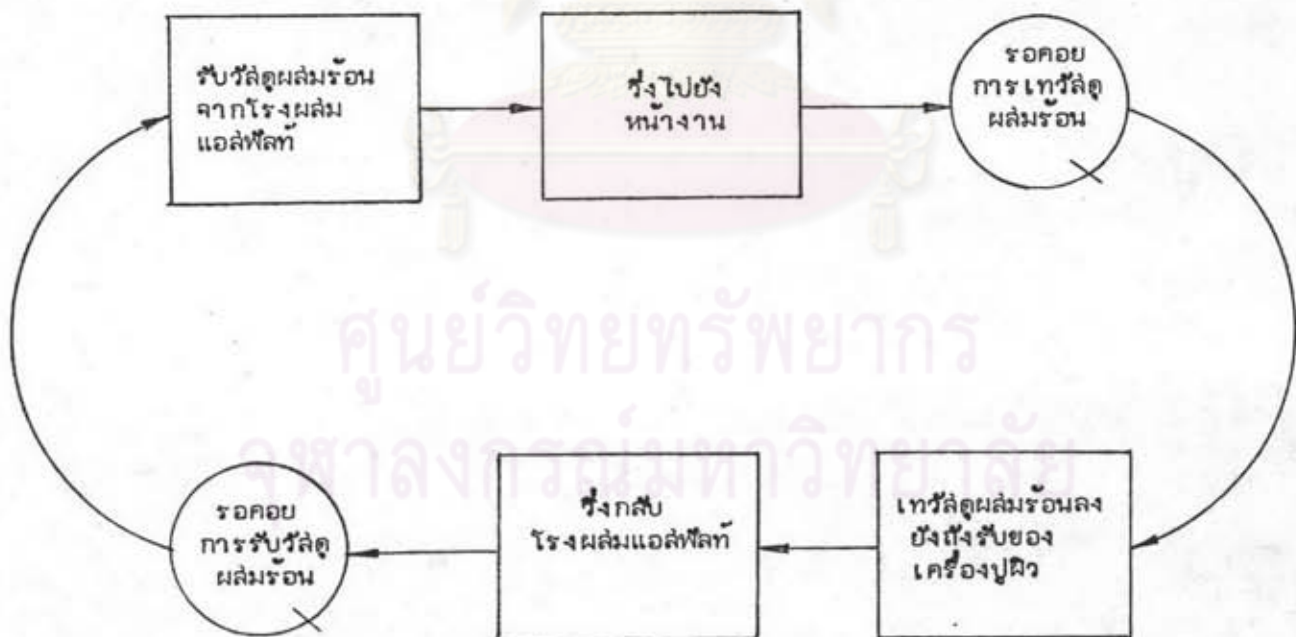 รับวัสดุผสมร้อน
จากโรงผสม
แอสฟัลท์
วิ่งไปยัง
หน้างาน
รอคอย
การเทวัสดุ
ผสมร้อน
ศูนย์วิทยทรัพยากร
จุฬาลงกรณ์มหาวิทยาลัย
รอคอย
การรับวัสดุ
ผสมร้อน
วิ่งกลับ
โรงผสมแอสฟัลท์
เทวัสดุผสมร้อนลง
ยังถังรับของ
เครื่องปูผิว